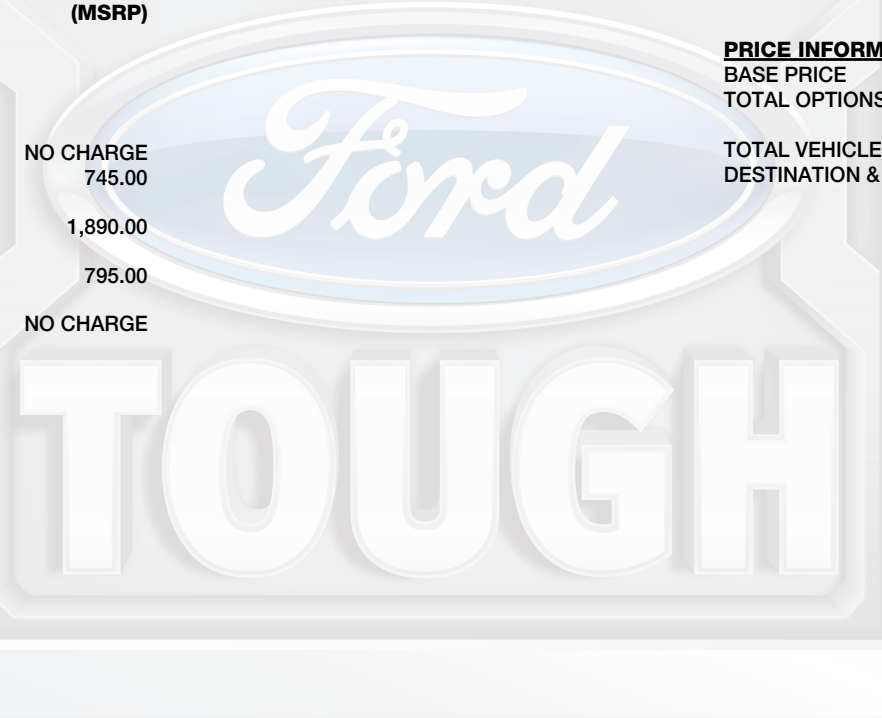 (MSRP)
NO CHARGE
745.00
1,890.00
795.00
NO CHARGE
PRICE INFORM
BASE PRICE
TOTAL OPTIONS
TOTAL VEHICLE
DESTINATION &
Ford
TOUGH